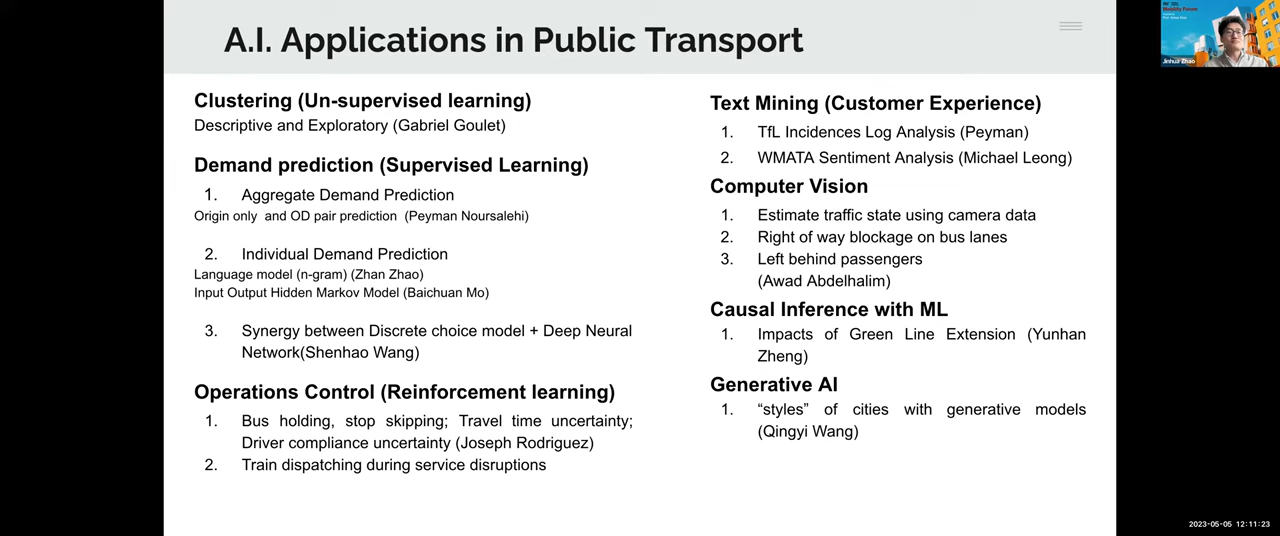 A.I. Applications in Public Transport
Clustering (Un-supervised learning)
Descriptive and Exploratory (Gabriel Goulet)
Demand prediction (Supervised Learning)
1. Aggregate Demand Prediction
Origin only and OD pair prediction (Peyman Noursalehi)
2. Individual Demand Prediction
Language model (n-gram) (Zhan Zhao)
Input Output Hidden Markov Model (Baichuan Mo)
3. Synergy between Discrete choice model + Deep Neural
Network(Shenhao Wang)
Operations Control (Reinforcement learning)
1. Bus holding, stop skipping; Travel time uncertainty;
Driver compliance uncertainty (Joseph Rodriguez)
2. Train dispatching during service disruptions
Text Mining (Customer Experience)
1. TfL Incidences Log Analysis (Peyman)
2. WMATA Sentiment Analysis (Michael Leong)
Computer Vision
1. Estimate traffic state using camera data
2. Right of way blockage on bus lanes
3. Left behind passengers
(Awad Abdelhalim)
Causal Inference with ML
1. Impacts of Green Line Extension (Yunhan
Zheng)
Generative AI
1. “styles” of cities with generative models
(Qingyi Wang)
Mobility Forum
Jinhua Zhao
2023-05-05 12:11:23